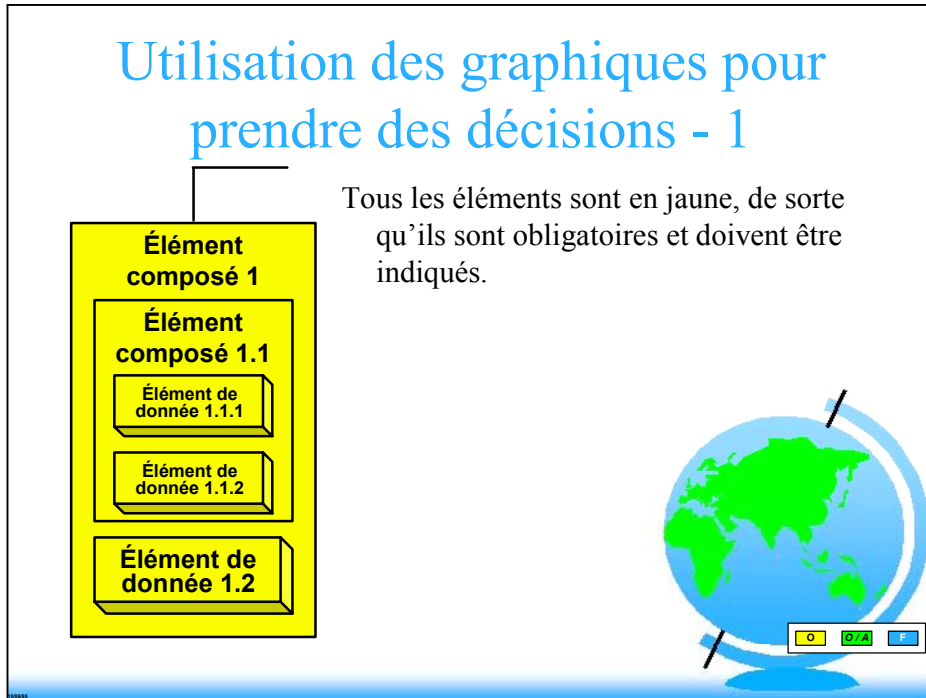 Utilisation des graphiques pour
prendre des décisions - 1
Tous les éléments sont en jaune, de sorte
qu'ils sont obligatoires et doivent être
indiqués.
Élément
composé 1
Élément
composé 1.1
Élément de
donnée 1.1.1
Élément de
donnée 1.1.2
Élément de
donnée 1.2
O O / A F